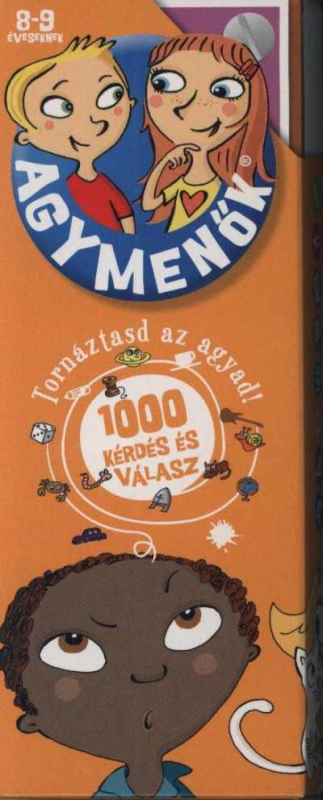 8-9
ÉVESEKNEK
AGYMENŐK®
Tornáztasd az agyad!
1000
KÉRDÉS ÉS
VÁLASZ